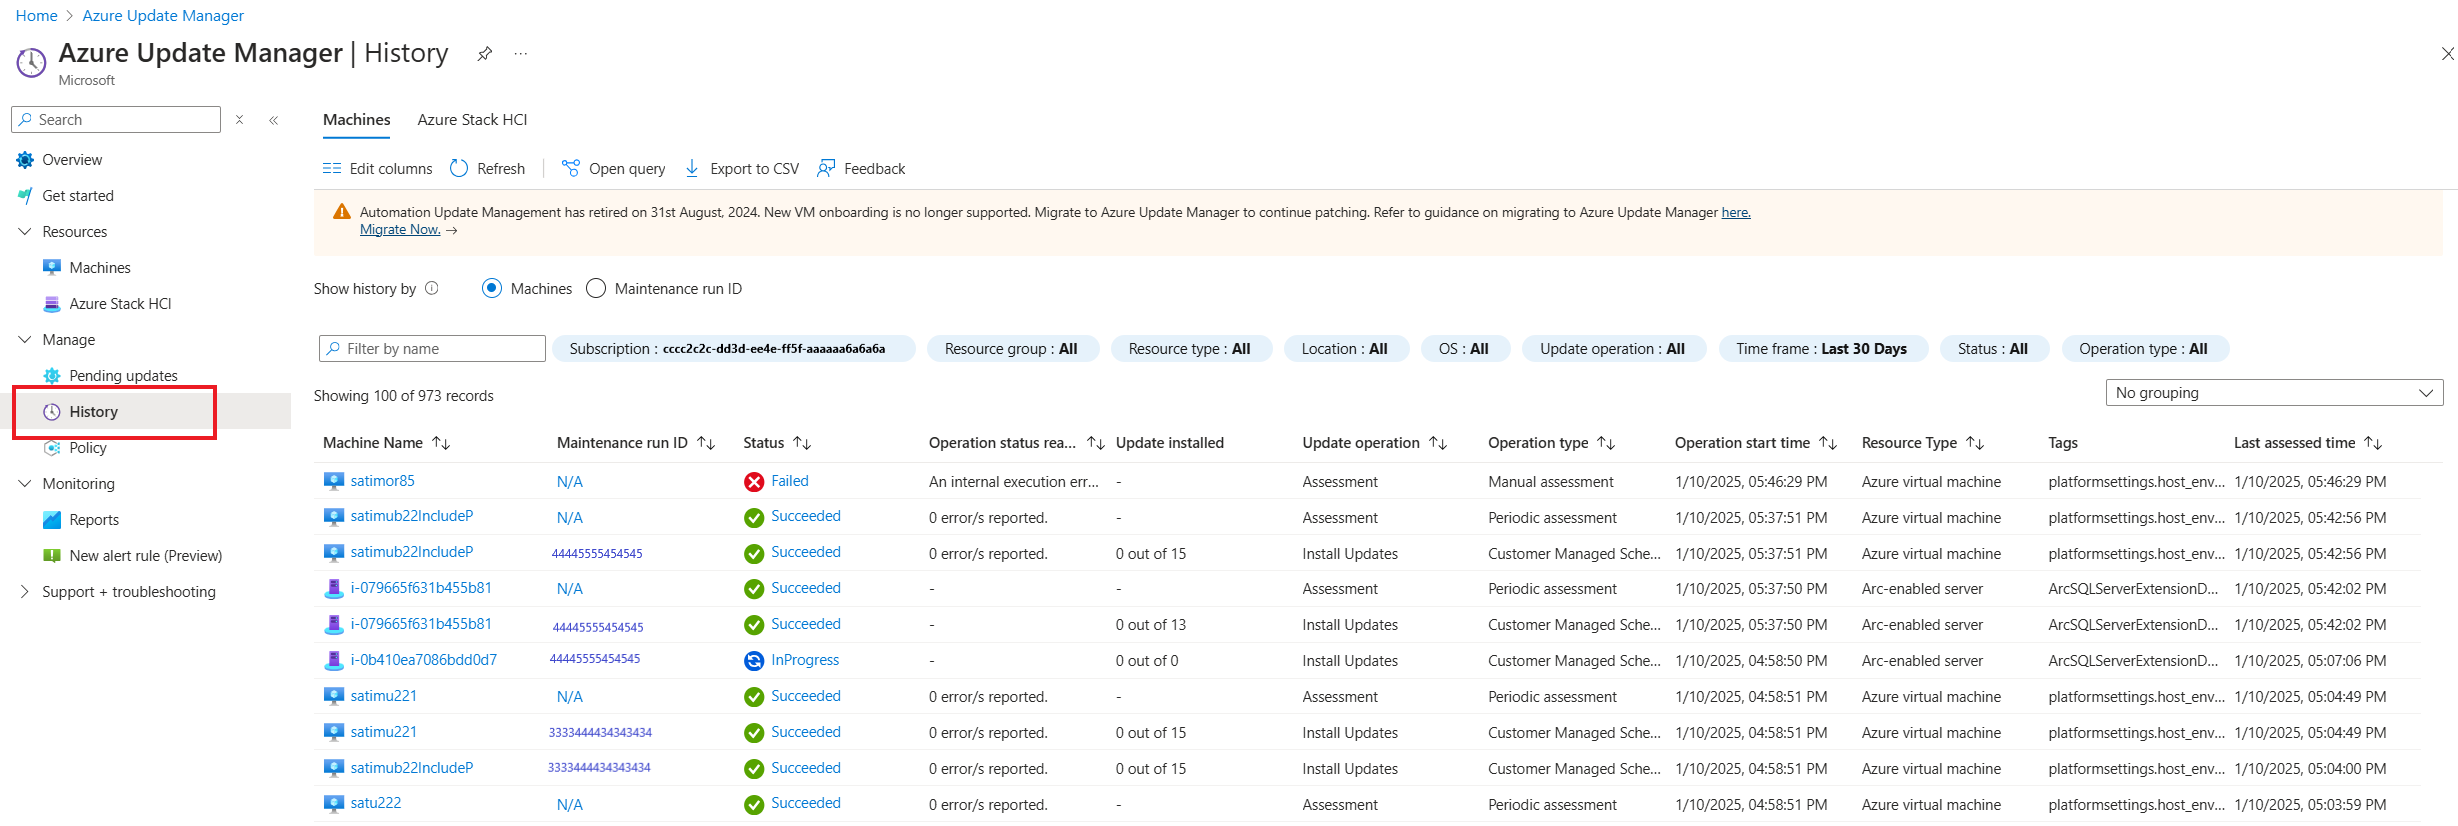 Home > Azure Update Manager
Azure Update Manager | History ...
Microsoft
Search
Overview
Get started
Resources
Machines
Azure Stack HCI
Manage
Pending updates
History
Policy
Monitoring
Reports
New alert rule (Preview)
Support + troubleshooting
Machines Azure Stack HCI
Edit columns Refresh Open query Export to CSV Feedback
Automation Update Management has retired on 31st August, 2024. New VM onboarding is no longer supported. Migrate to Azure Update Manager to continue patching. Refer to guidance on migrating to Azure Update Manager here.
Migrate Now. →
Show history by Machines Maintenance run ID
Filter by name Subscription : cccc2c2c-dd3d-ee4e-ff5f-aaaaaa6a6a6a Resource group : All Resource type : All Location : All OS : All Update operation : All Time frame : Last 30 Days Status : All Operation type : All
Showing 100 of 973 records No grouping
Machine Name Maintenance run ID Status Operation status rea... Update installed Update operation Operation type Operation start time Resource Type Tags Last assessed time
satimor85 N/A Failed An internal execution err... - Assessment Manual assessment 1/10/2025, 05:46:29 PM Azure virtual machine platformsettings.host_env... 1/10/2025, 05:46:29 PM
satimub22IncludeP N/A Succeeded 0 error/s reported. - Assessment Periodic assessment 1/10/2025, 05:37:51 PM Azure virtual machine platformsettings.host_env... 1/10/2025, 05:42:56 PM
satimub22IncludeP 44445555454545 Succeeded 0 error/s reported. 0 out of 15 Install Updates Customer Managed Sche... 1/10/2025, 05:37:51 PM Azure virtual machine platformsettings.host_env... 1/10/2025, 05:42:56 PM
i-079665f631b455b81 N/A Succeeded - - Assessment Periodic assessment 1/10/2025, 05:37:50 PM Arc-enabled server ArcSQLServerExtensionD... 1/10/2025, 05:42:02 PM
i-079665f631b455b81 44445555454545 Succeeded - 0 out of 13 Install Updates Customer Managed Sche... 1/10/2025, 05:37:50 PM Arc-enabled server ArcSQLServerExtensionD... 1/10/2025, 05:42:02 PM
i-0b410ea7086bdd0d7 44445555454545 InProgress - 0 out of 0 Install Updates Customer Managed Sche... 1/10/2025, 04:58:50 PM Arc-enabled server ArcSQLServerExtensionD... 1/10/2025, 05:07:06 PM
satimu221 N/A Succeeded 0 error/s reported. - Assessment Periodic assessment 1/10/2025, 04:58:51 PM Azure virtual machine platformsettings.host_env... 1/10/2025, 05:04:49 PM
satimu221 3333444434343434 Succeeded 0 error/s reported. 0 out of 15 Install Updates Customer Managed Sche... 1/10/2025, 04:58:51 PM Azure virtual machine platformsettings.host_env... 1/10/2025, 05:04:49 PM
satimub22IncludeP 3333444434343434 Succeeded 0 error/s reported. 0 out of 15 Install Updates Customer Managed Sche... 1/10/2025, 04:58:51 PM Azure virtual machine platformsettings.host_env... 1/10/2025, 05:04:00 PM
satu222 N/A Succeeded 0 error/s reported. - Assessment Periodic assessment 1/10/2025, 04:58:51 PM Azure virtual machine platformsettings.host_env... 1/10/2025, 05:03:59 PM